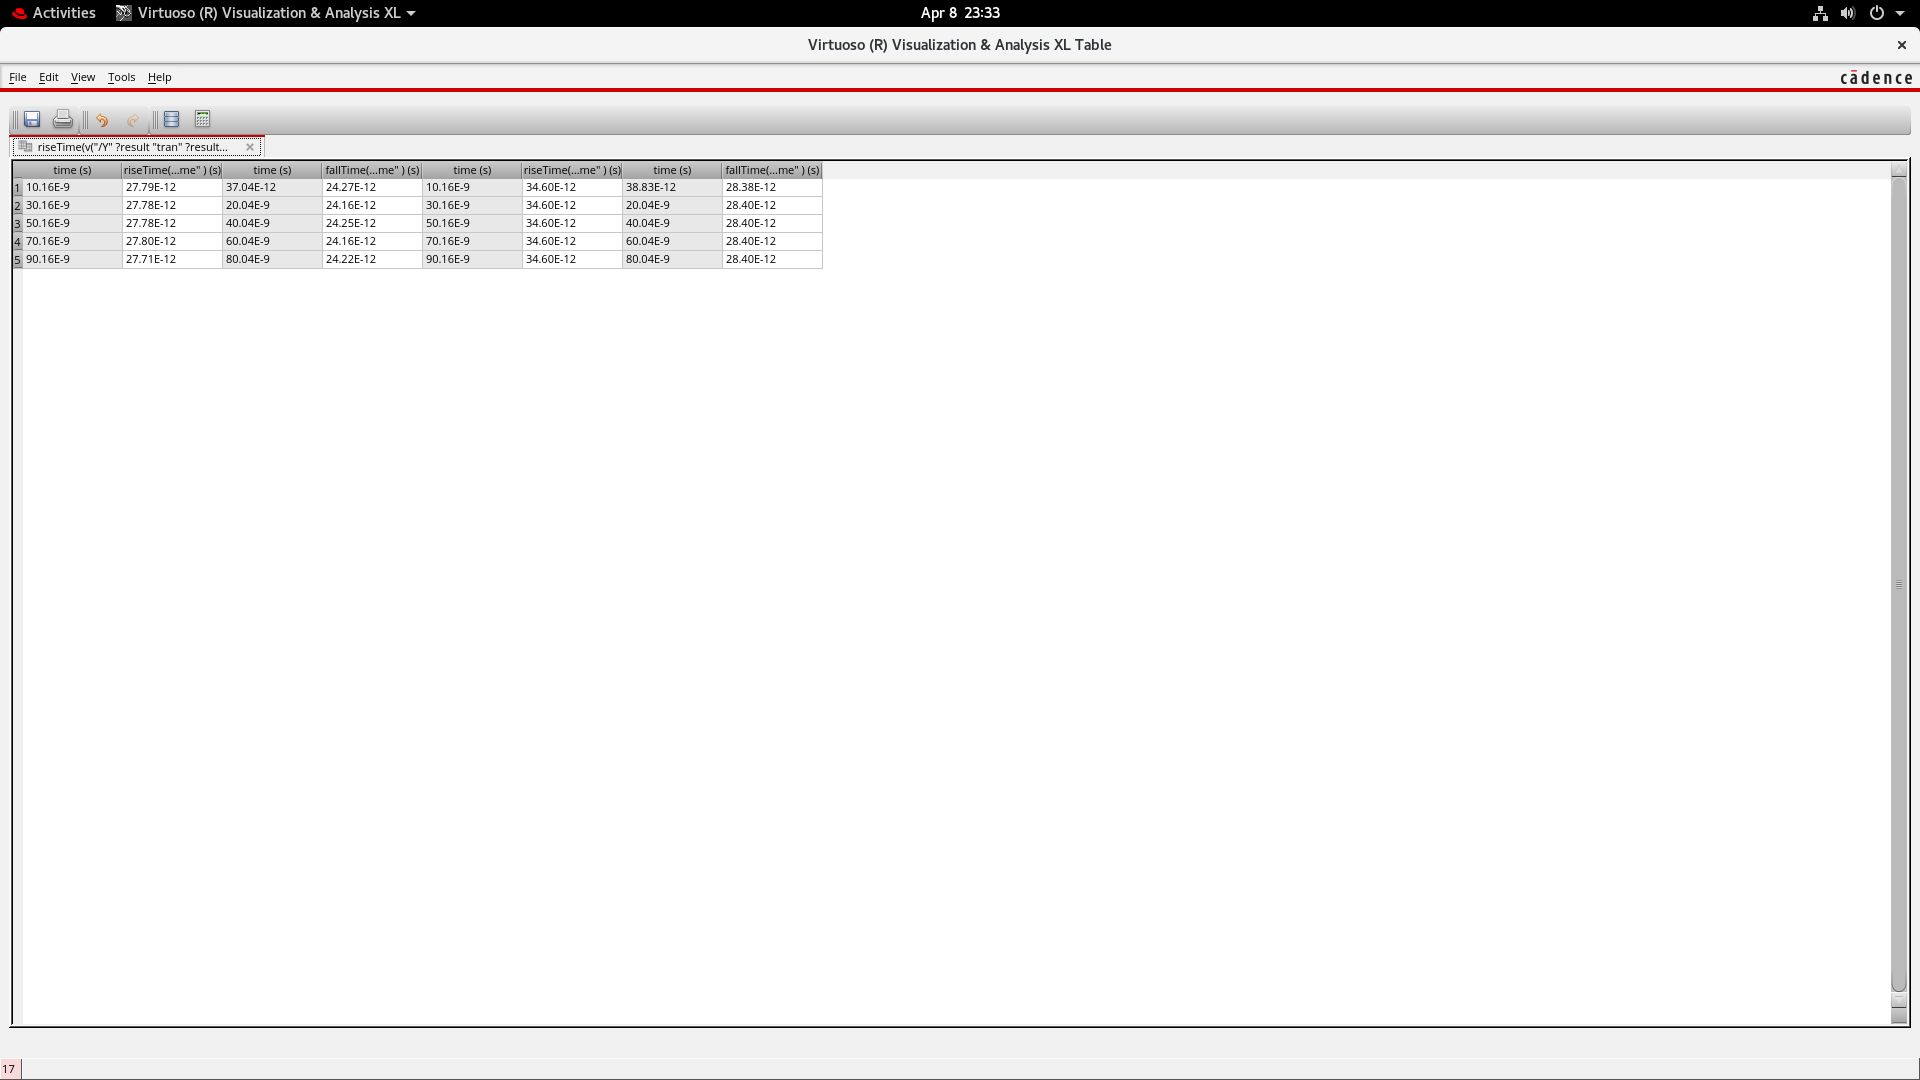 Activities Virtuoso (R) Visualization & Analysis XL Apr 8 23:33
Virtuoso (R) Visualization & Analysis XL Table
File Edit View Tools Help cādence
riseTime(v("/Y" ?result "tran" ?result...
time (s) riseTime(...me" ) (s) time (s) fallTime(...me" ) (s) time (s) riseTime(...me" ) (s) time (s) fallTime(...me" ) (s)
1 10.16E-9 27.79E-12 37.04E-12 24.27E-12 10.16E-9 34.60E-12 38.83E-12 28.38E-12
2 30.16E-9 27.78E-12 20.04E-9 24.16E-12 30.16E-9 34.60E-12 20.04E-9 28.40E-12
3 50.16E-9 27.78E-12 40.04E-9 24.25E-12 50.16E-9 34.60E-12 40.04E-9 28.40E-12
4 70.16E-9 27.80E-12 60.04E-9 24.16E-12 70.16E-9 34.60E-12 60.04E-9 28.40E-12
5 90.16E-9 27.71E-12 80.04E-9 24.22E-12 90.16E-9 34.60E-12 80.04E-9 28.40E-12
17